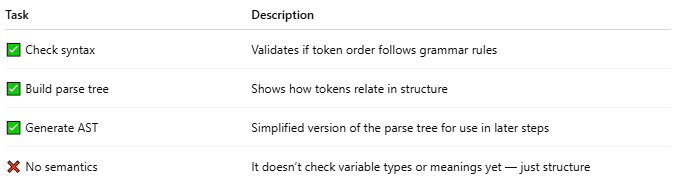 Task Description
✅ Check syntax Validates if token order follows grammar rules
✅ Build parse tree Shows how tokens relate in structure
✅ Generate AST Simplified version of the parse tree for use in later steps
❌ No semantics It doesn't check variable types or meanings yet — just structure